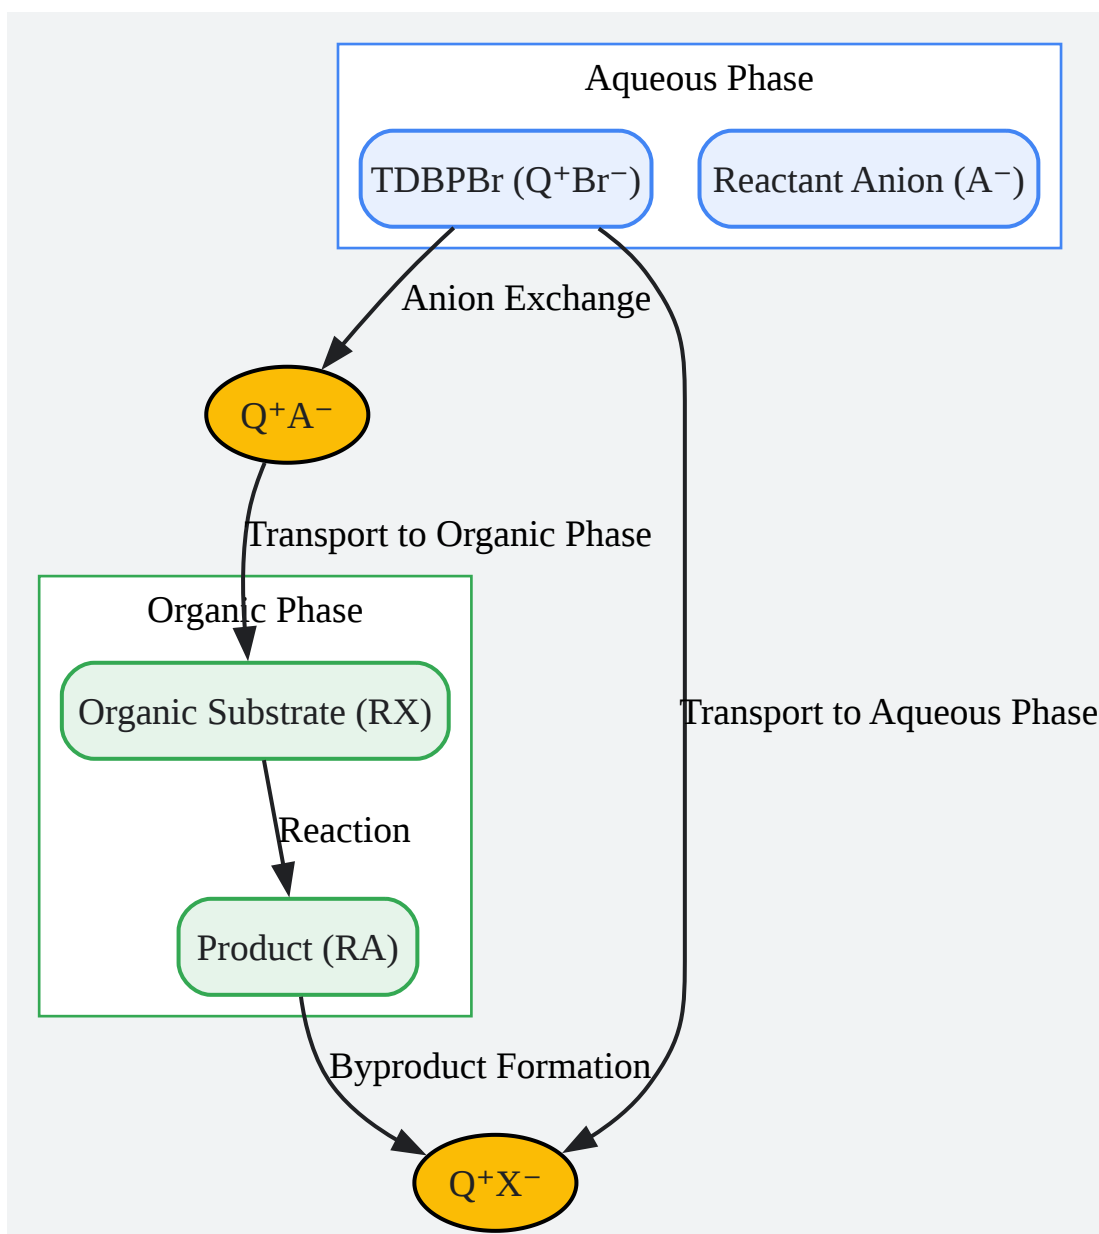 Aqueous Phase
TDBPBr (Q⁺Br⁻)
Reactant Anion (A⁻)
Anion Exchange
Q⁺A⁻
Transport to Organic Phase
Organic Phase
Organic Substrate (RX)
Transport to Aqueous Phase
Reaction
Product (RA)
Byproduct Formation
Q⁺X⁻